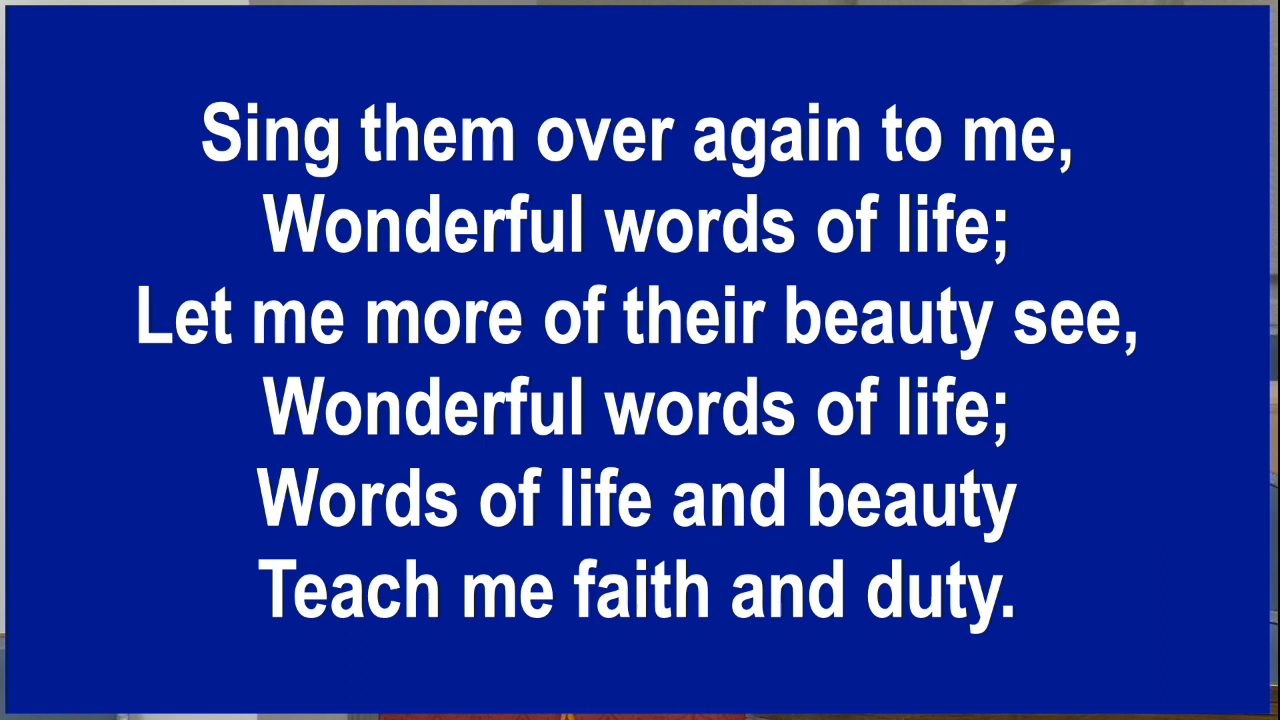 Sing them over again to me,
Wonderful words of life;
Let me more of their beauty see,
Wonderful words of life;
Words of life and beauty
Teach me faith and duty.